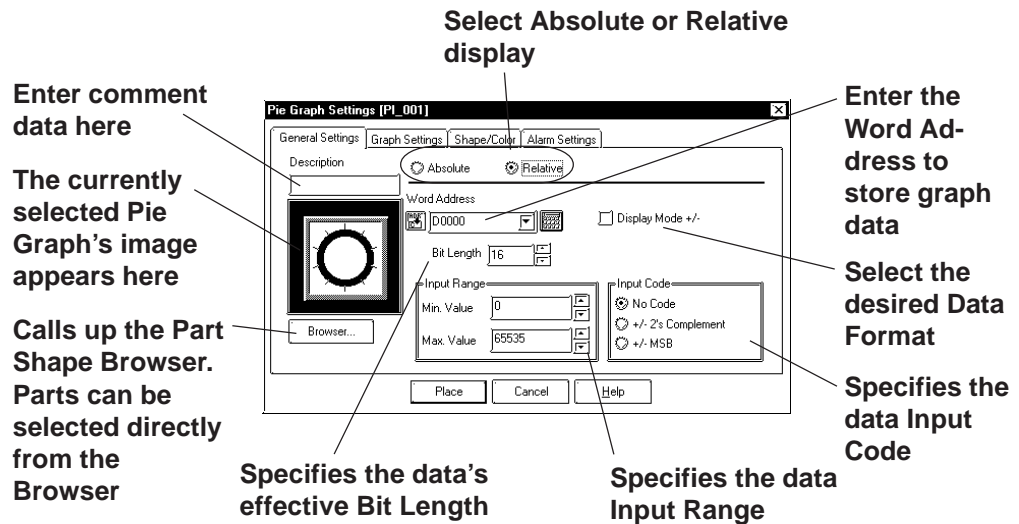 Select Absolute or Relative
display
Enter comment
data here
The currently
selected Pie
Graph's image
appears here
Calls up the Part
Shape Browser.
Parts can be
selected directly
from the
Browser
Pie Graph Settings [PI_001]
General Settings Graph Settings Shape/Color Alarm Settings
Description
Absolute Relative
Word Address
D0000
Display Mode +/-
Bit Length 16
Input Range
Min. Value 0
Max. Value 65535
Input Code
No Code
+/- 2's Complement
+/- MSB
Browser...
Place Cancel Help
Enter the
Word Ad-
dress to
store graph
data
Select the
desired Data
Format
Specifies the
data Input
Code
Specifies the data's
effective Bit Length
Specifies the data
Input Range